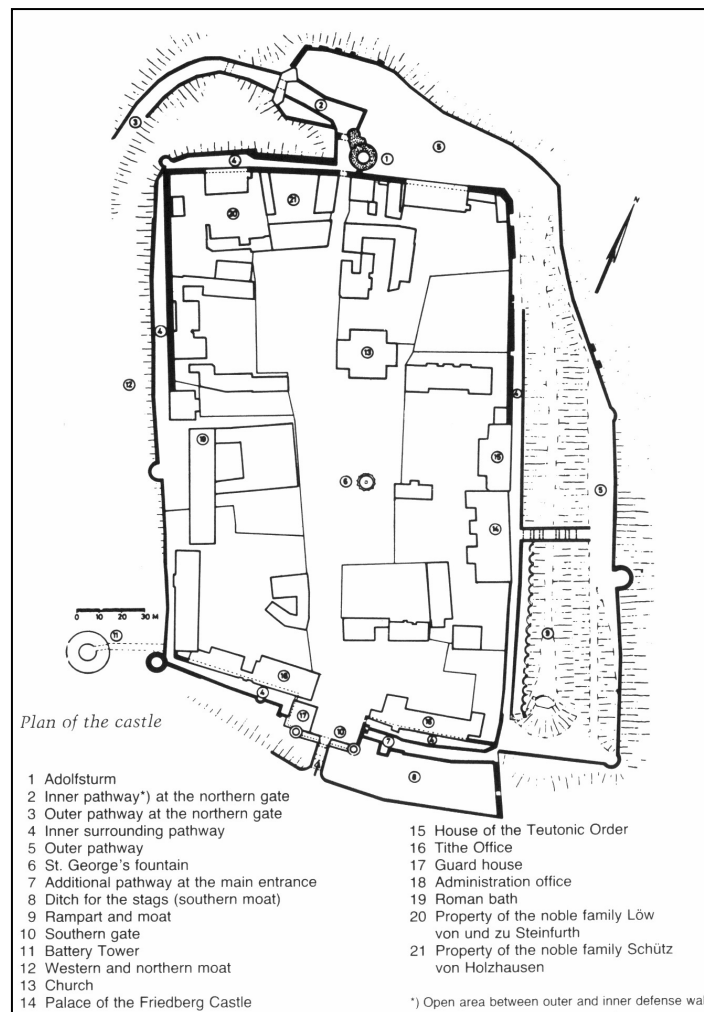 N
0 10 20 30 M
Plan of the castle
1 Adolfsturm
2 Inner pathway*) at the northern gate
3 Outer pathway at the northern gate
4 Inner surrounding pathway
5 Outer pathway
6 St. George's fountain
7 Additional pathway at the main entrance
8 Ditch for the stags (southern moat)
9 Rampart and moat
10 Southern gate
11 Battery Tower
12 Western and northern moat
13 Church
14 Palace of the Friedberg Castle
15 House of the Teutonic Order
16 Tithe Office
17 Guard house
18 Administration office
19 Roman bath
20 Property of the noble family Löw
von und zu Steinfurth
21 Property of the noble family Schütz
von Holzhausen
*) Open area between outer and inner defense wal